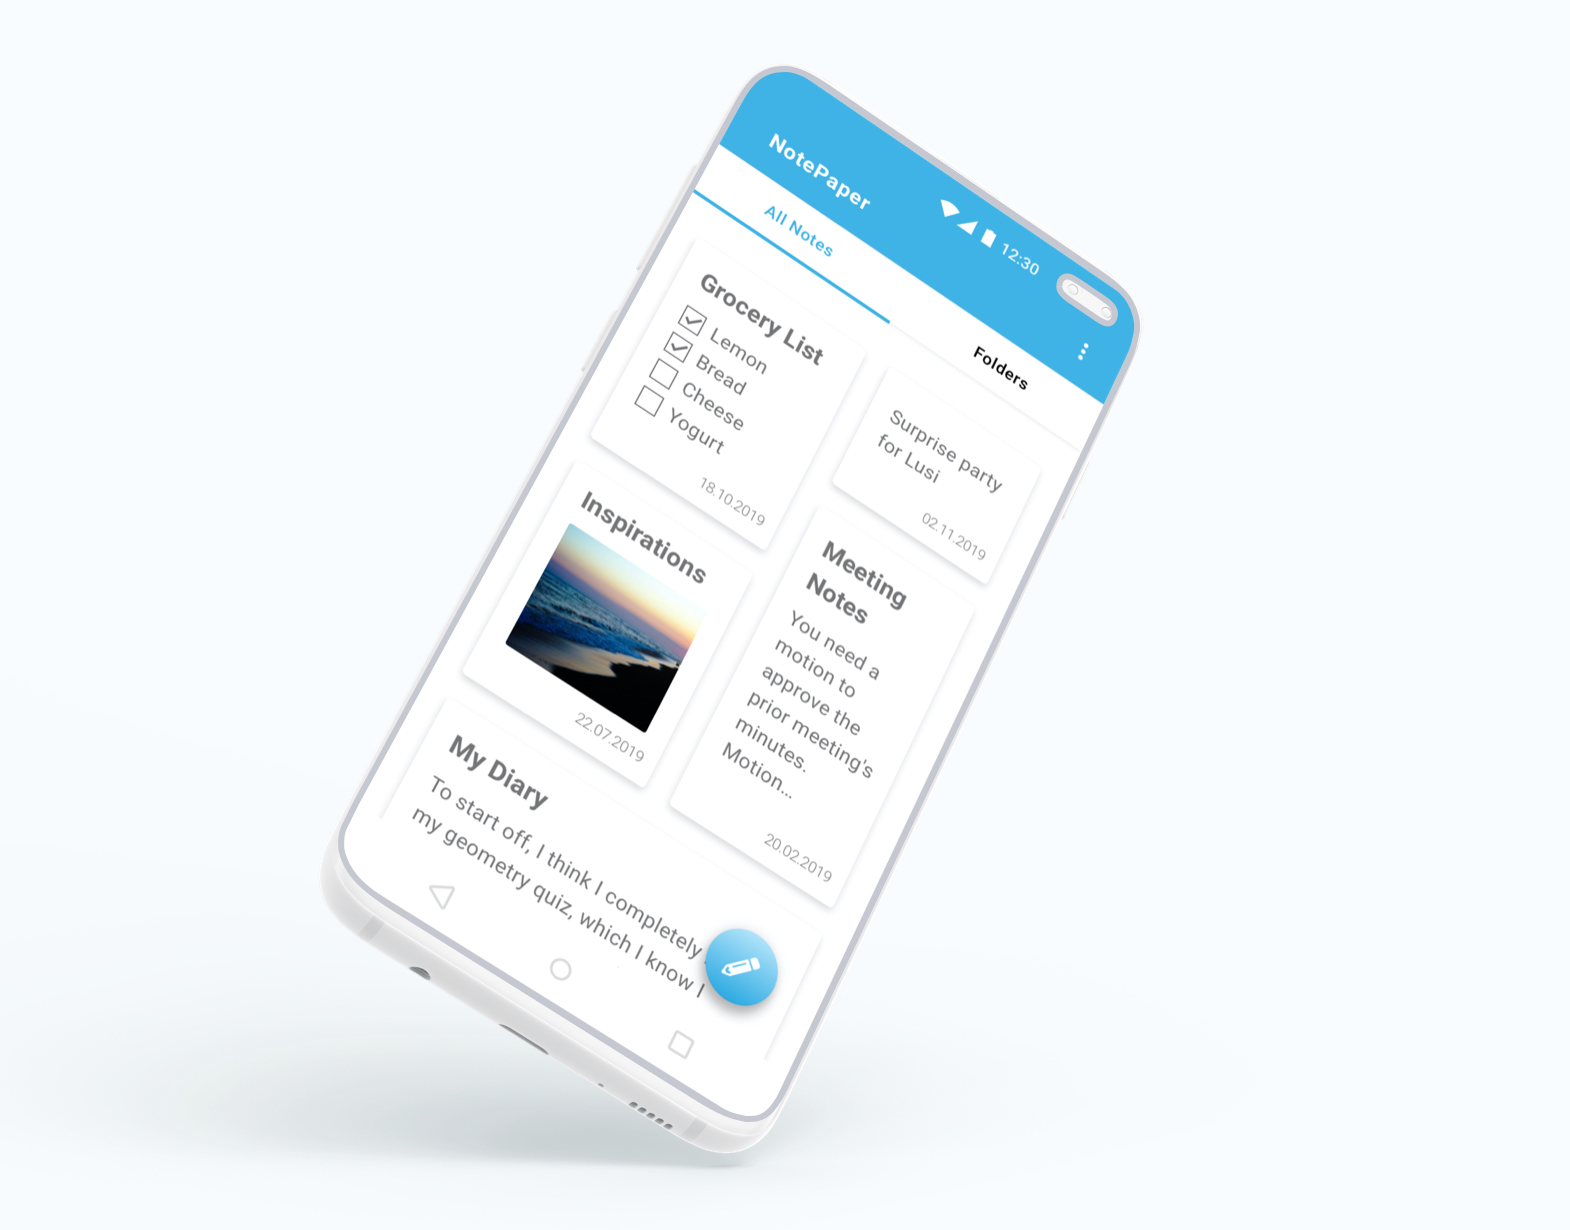 NotePaper
12:30
All Notes
Folders
Grocery List
Lemon
Bread
Cheese
Yogurt
18.10.2019
Surprise party
for Lusi
02.11.2019
Inspirations
22.07.2019
Meeting
Notes
You need a
motion to
approve the
prior meeting's
minutes.
Motion...
20.02.2019
My Diary
To start off, I think I completely
my geometry quiz, which I know I